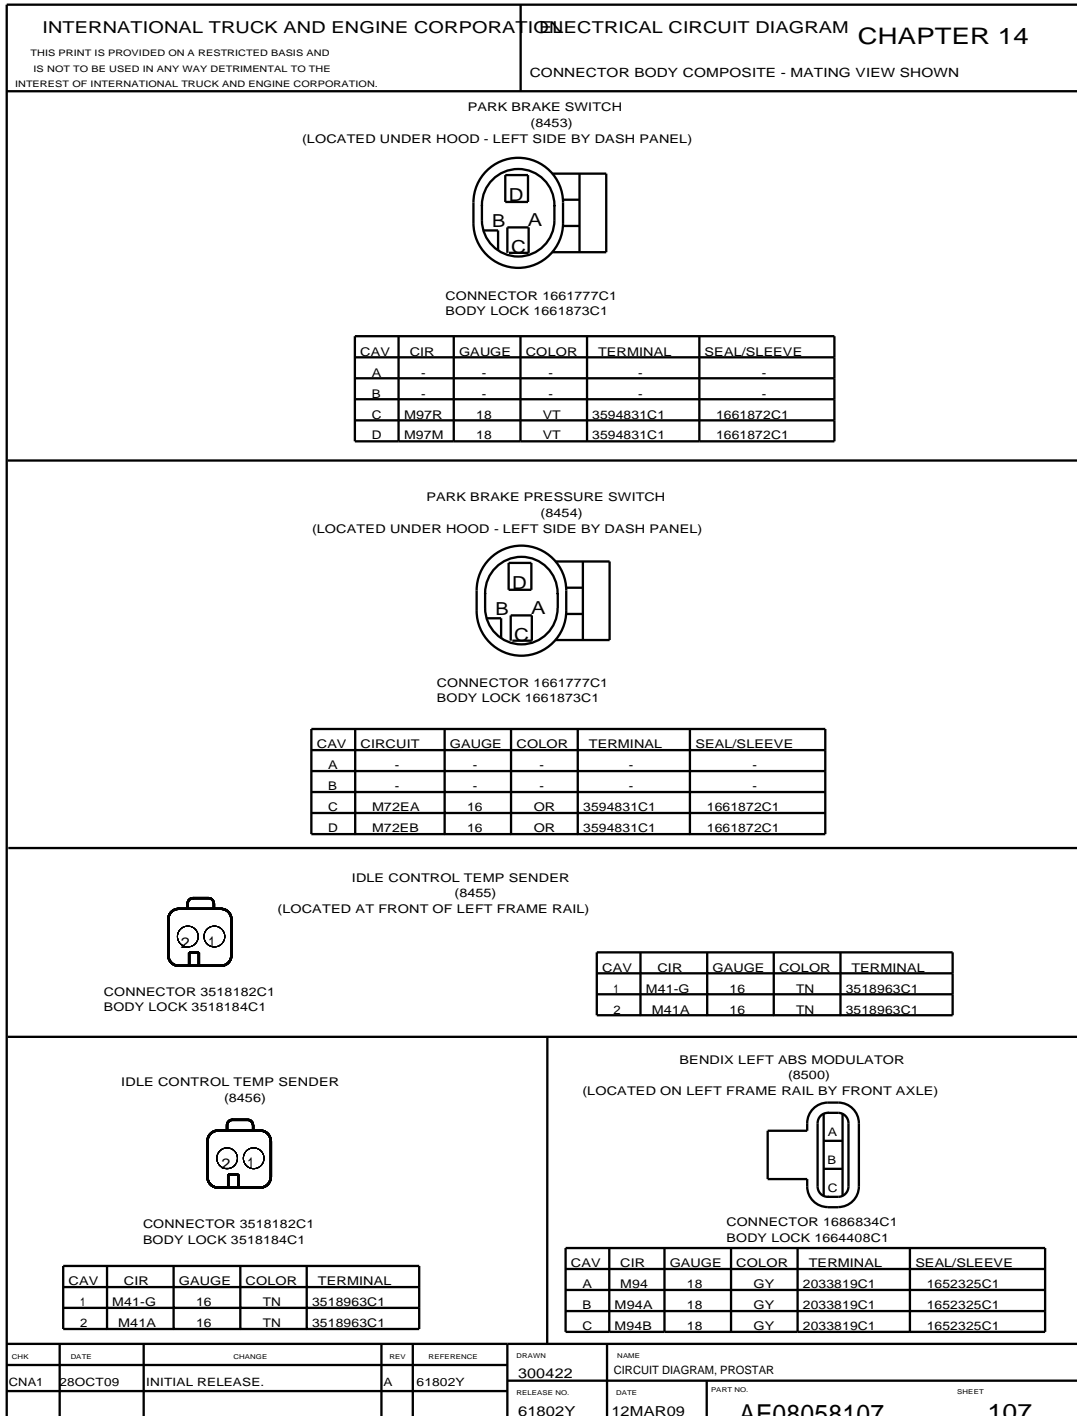 INTERNATIONAL TRUCK AND ENGINE CORPORATION
THIS PRINT IS PROVIDED ON A RESTRICTED BASIS AND
IS NOT TO BE USED IN ANY WAY DETRIMENTAL TO THE
INTEREST OF INTERNATIONAL TRUCK AND ENGINE CORPORATION.
ELECTRICAL CIRCUIT DIAGRAM CHAPTER 14
CONNECTOR BODY COMPOSITE - MATING VIEW SHOWN
PARK BRAKE SWITCH
(8453)
(LOCATED UNDER HOOD - LEFT SIDE BY DASH PANEL)
D
B A
C
CONNECTOR 1661777C1
BODY LOCK 1661873C1
CAV CIR GAUGE COLOR TERMINAL SEAL/SLEEVE
A - - - - -
B - - - - -
C M97R 18 VT 3594831C1 1661872C1
D M97M 18 VT 3594831C1 1661872C1
PARK BRAKE PRESSURE SWITCH
(8454)
(LOCATED UNDER HOOD - LEFT SIDE BY DASH PANEL)
D
B A
C
CONNECTOR 1661777C1
BODY LOCK 1661873C1
CAV CIRCUIT GAUGE COLOR TERMINAL SEAL/SLEEVE
A - - - - -
B - - - - -
C M72EA 16 OR 3594831C1 1661872C1
D M72EB 16 OR 3594831C1 1661872C1
IDLE CONTROL TEMP SENDER
(8455)
(LOCATED AT FRONT OF LEFT FRAME RAIL)
2 1
CONNECTOR 3518182C1
BODY LOCK 3518184C1
CAV CIR GAUGE COLOR TERMINAL
1 M41-G 16 TN 3518963C1
2 M41A 16 TN 3518963C1
IDLE CONTROL TEMP SENDER
(8456)
2 1
CONNECTOR 3518182C1
BODY LOCK 3518184C1
CAV CIR GAUGE COLOR TERMINAL
1 M41-G 16 TN 3518963C1
2 M41A 16 TN 3518963C1
BENDIX LEFT ABS MODULATOR
(8500)
(LOCATED ON LEFT FRAME RAIL BY FRONT AXLE)
A
B
C
CONNECTOR 1686834C1
BODY LOCK 1664408C1
CAV CIR GAUGE COLOR TERMINAL SEAL/SLEEVE
A M94 18 GY 2033819C1 1652325C1
B M94A 18 GY 2033819C1 1652325C1
C M94B 18 GY 2033819C1 1652325C1
CHK DATE CHANGE REV REFERENCE
CNA1 28OCT09 INITIAL RELEASE. A 61802Y
DRAWN NAME
300422 CIRCUIT DIAGRAM, PROSTAR
RELEASE NO. DATE PART NO. SHEET
61802Y 12MAR09 AE08058107 107